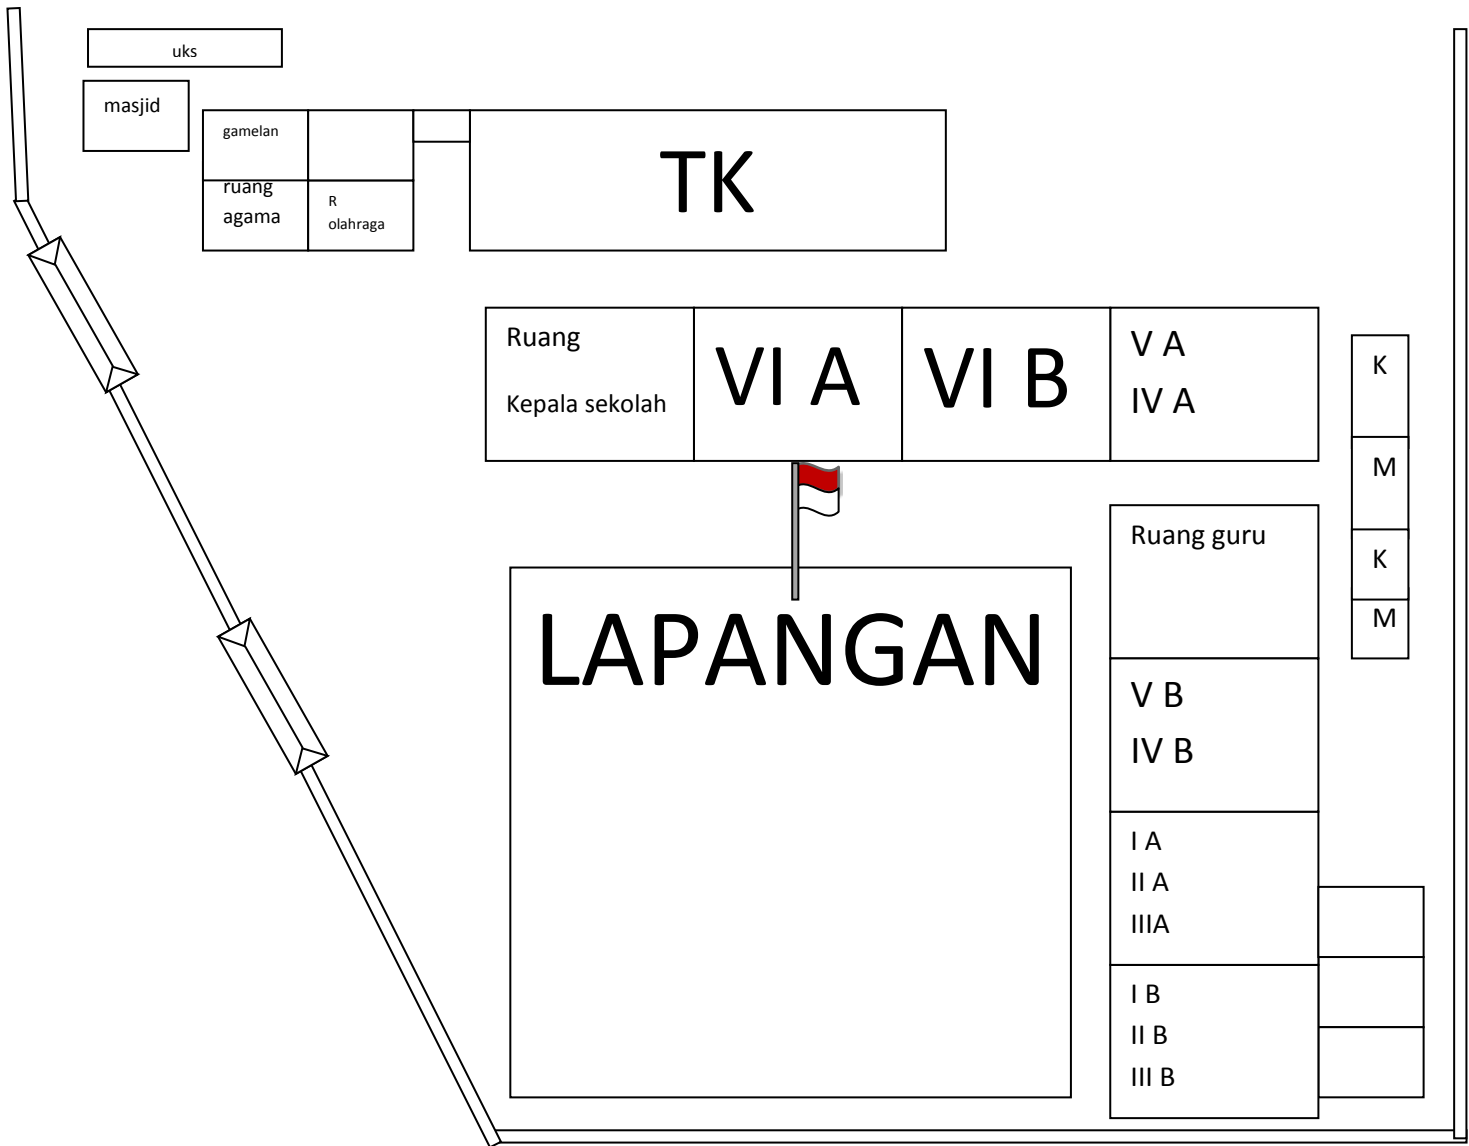 uks
masjid
gamelan
ruang
agama
R
olahraga
TK
Ruang
Kepala sekolah
VI A
VI B
V A
IV A
K
M
K
M
Ruang guru
LAPANGAN
V B
IV B
I A
II A
IIIA
I B
II B
III B